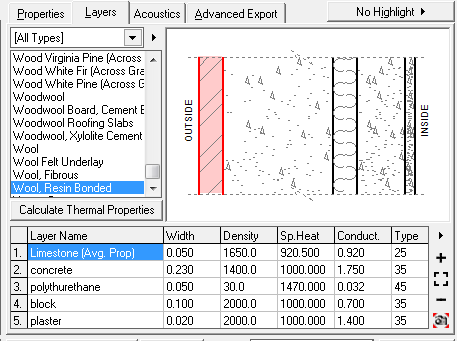 Properties Layers Acoustics Advanced Export No Highlight
[All Types]
Wood Virginia Pine (Across
Wood White Fir (Across Gra
Wood White Pine (Across Gr
Woodwool
Woodwool Board, Cement B
Woodwool Roofing Slabs
Woodwool, Xylolite Cement
Wool
Wool Felt Underlay
Wool, Fibrous
Wool, Resin Bonded
Calculate Thermal Properties
OUTSIDE
INSIDE
Layer Name Width Density Sp.Heat Conduct. Type
1. Limestone (Avg. Prop) 0.050 1650.0 920.500 0.920 25
2. concrete 0.230 1400.0 1000.000 1.750 35
3. polyurethane 0.050 30.0 1470.000 0.032 45
4. block 0.100 2000.0 1000.000 0.700 35
5. plaster 0.020 2000.0 1000.000 1.400 35